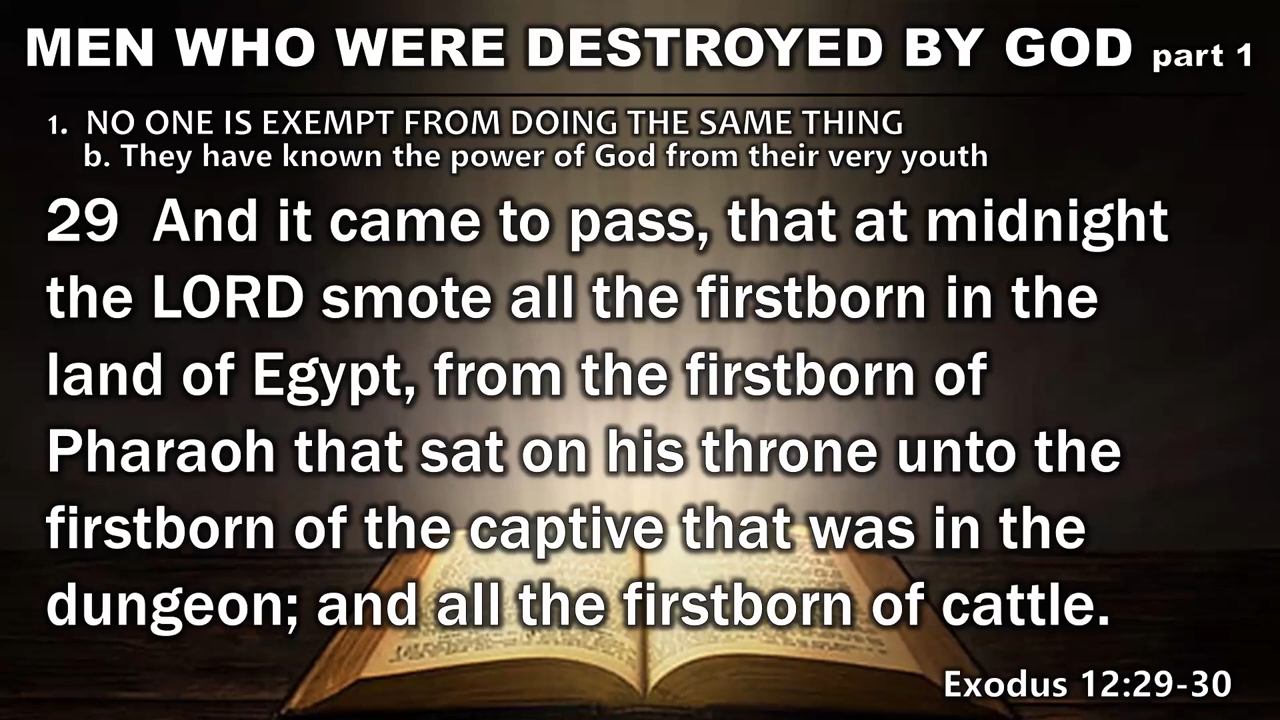 MEN WHO WERE DESTROYED BY GOD part 1
1. NO ONE IS EXEMPT FROM DOING THE SAME THING
b. They have known the power of God from their very youth
29 And it came to pass, that at midnight
the LORD smote all the firstborn in the
land of Egypt, from the firstborn of
Pharaoh that sat on his throne unto the
firstborn of the captive that was in the
dungeon; and all the firstborn of cattle.
Exodus 12:29-30